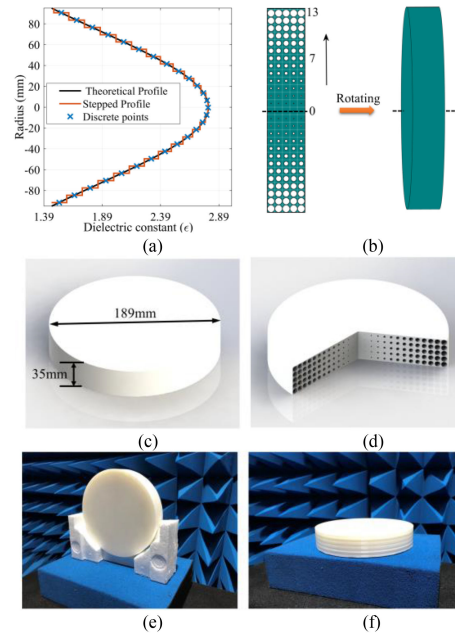 80
60
40
20
0
-20
-40
-60
-80
Radius (mm)
Theoretical Profile
Stepped Profile
Discrete points
1.39 1.89 2.39 2.89
Dielectric constant (ϵ)
(a)
13
7
0
Rotating
(b)
189mm
35mm
(c)
(d)
(e)
(f)